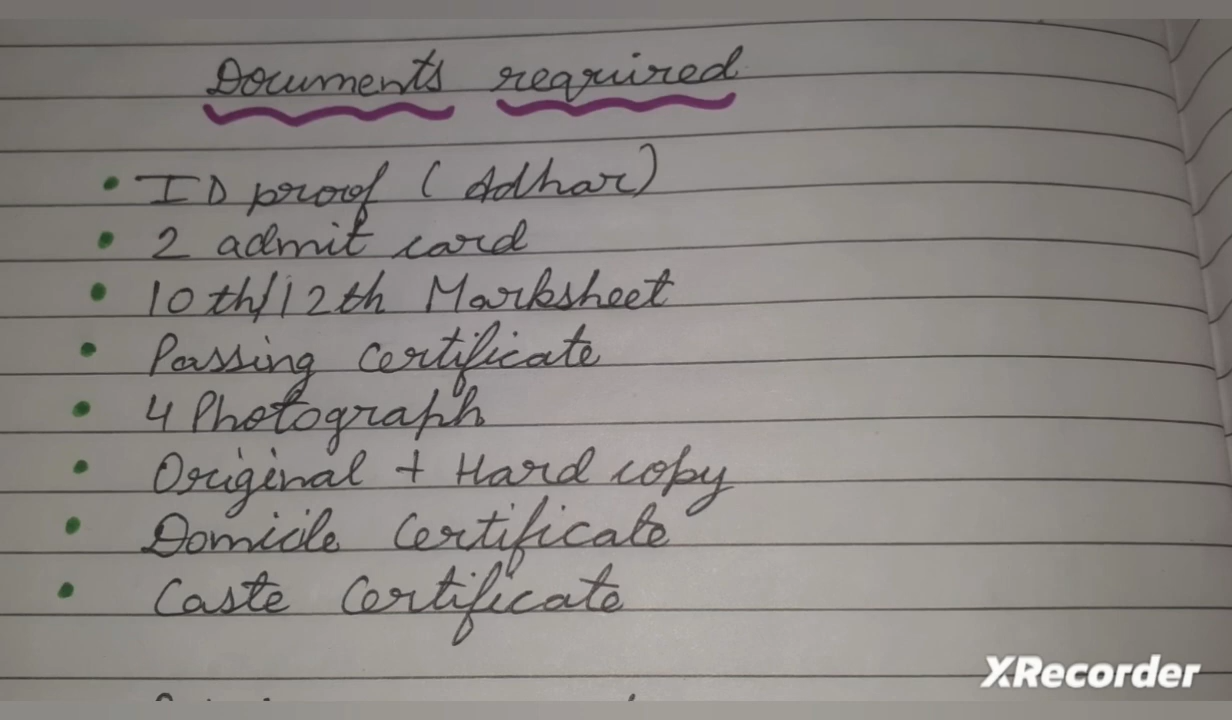 Documents required
• ID proof (Adhar)
• 2 admit card
• 10th/12th Marksheet
• Passing Certificate
• 4 Photograph
• Original + Hard copy
• Domicile Certificate
• Caste Certificate
XRecorder